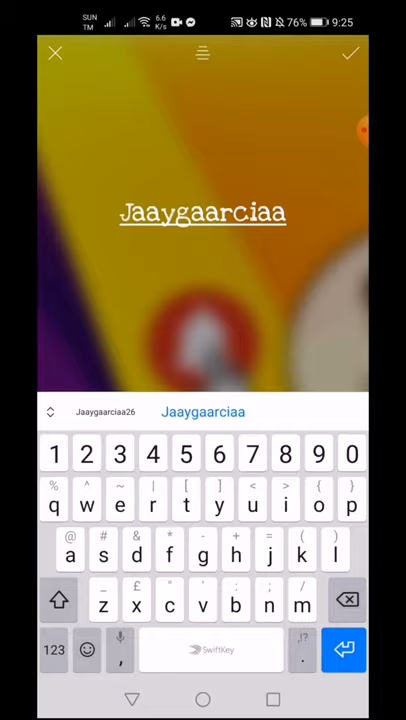 SUN
TM
6.6
K/s
76%
9:25
Jaaygaarciaa
Jaaygaarciaa26 Jaaygaarciaa
1 2 3 4 5 6 7 8 9 0
% ^ ~ | [ ] < > { }
q w e r t y u i o p
@ # & * - + = ( )
a s d f g h j k l
_ £ " ' : ; /
z x c v b n m
,!?
123 , SwiftKey .